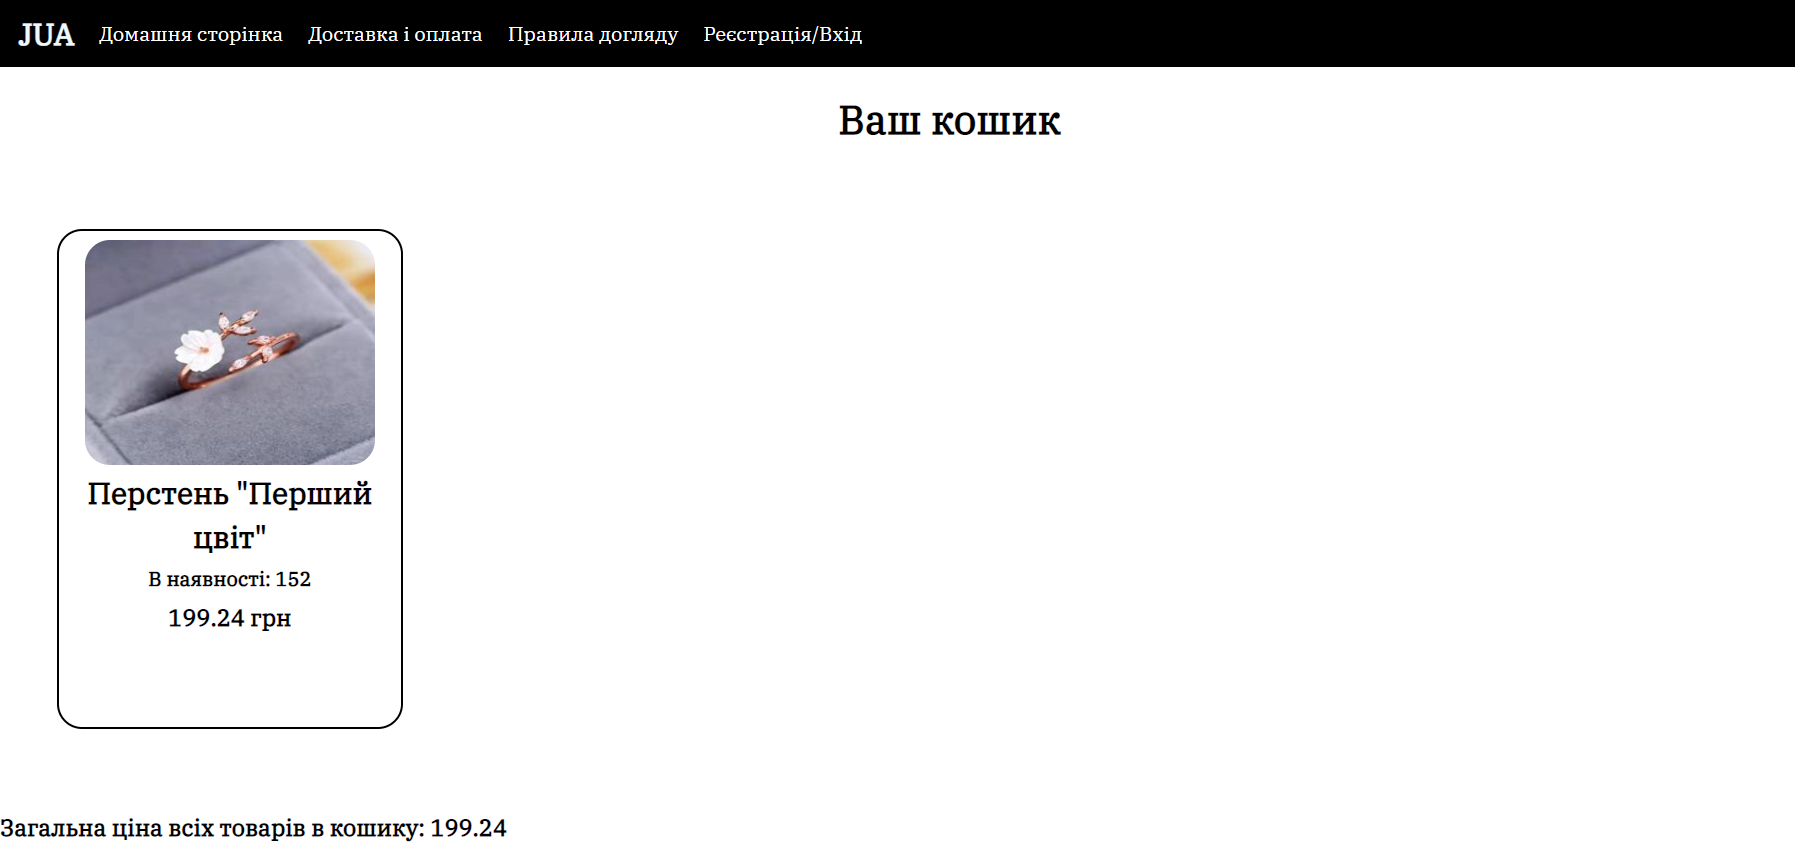 JUA Домашня сторінка Доставка і оплата Правила догляду Реєстрація/Вхід
Ваш кошик
Перстень "Перший
цвіт"
В наявності: 152
199.24 грн
Загальна ціна всіх товарів в кошику: 199.24